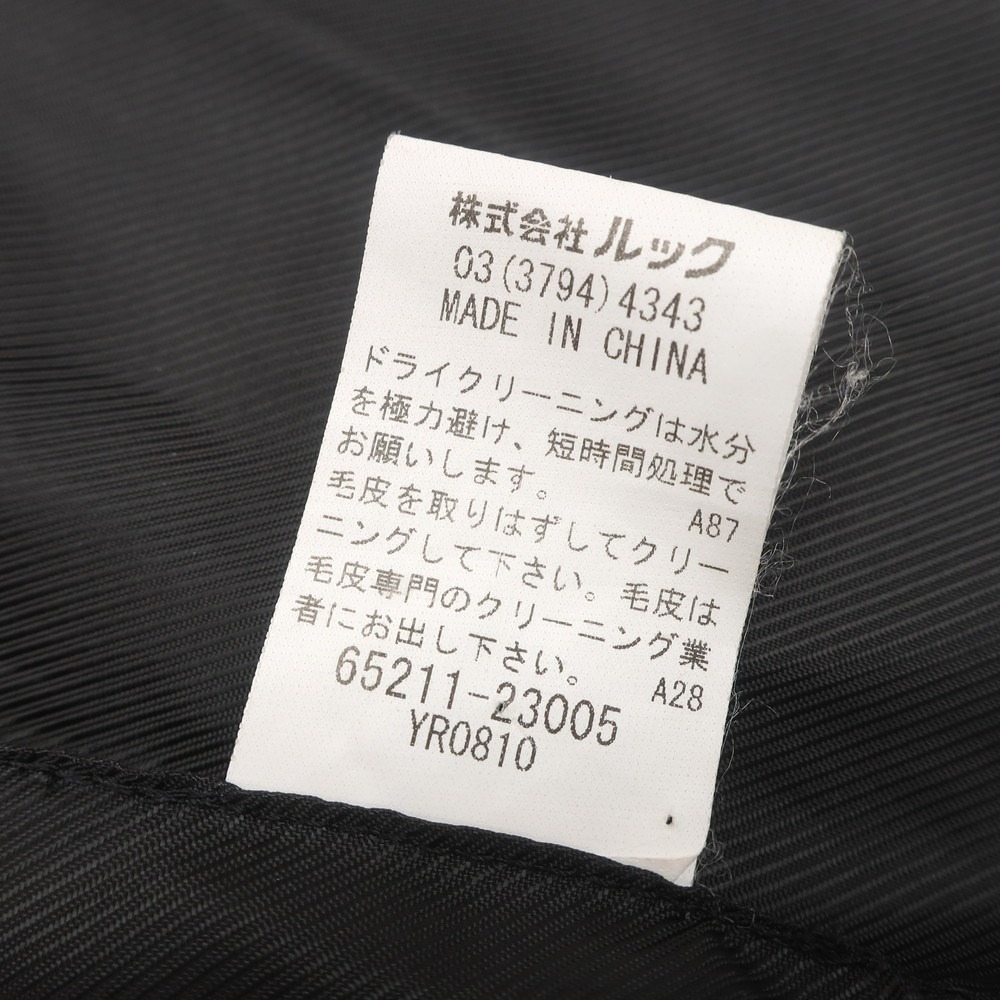 株式会社ルック
03(3794)4343
MADE IN CHINA
ドライクリーニングは水分
を極力避け、短時間処理で
お願いします。
A87
毛皮を取りはずしてクリー
ニングして下さい。毛皮は
毛皮専門のクリーニング業
者にお出し下さい。
A28
65211-23005
YR0810